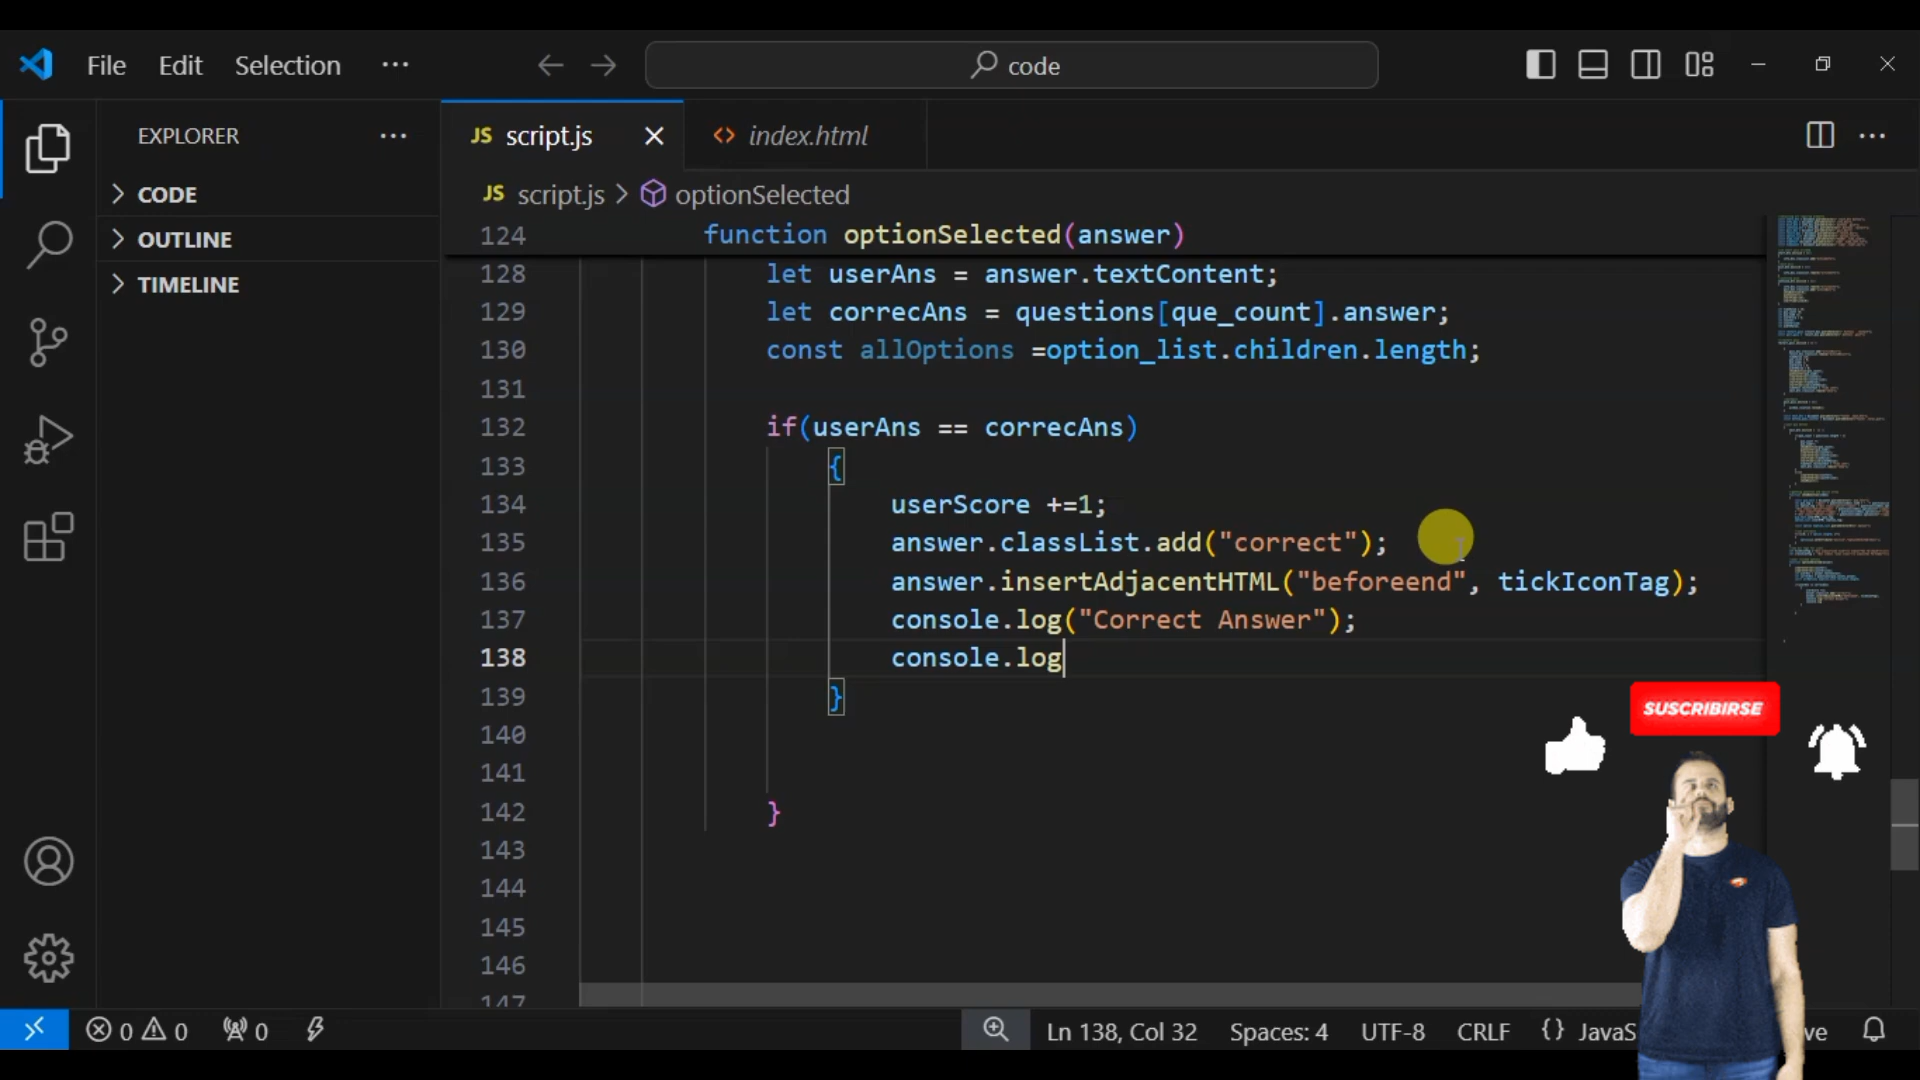 File Edit Selection ··· code
EXPLORER ···
CODE
OUTLINE
TIMELINE
JS script.js index.html ···
JS script.js > optionSelected
124 function optionSelected(answer)
128 let userAns = answer.textContent;
129 let correcAns = questions[que_count].answer;
130 const allOptions =option_list.children.length;
131
132 if(userAns == correcAns)
133 {
134 userScore +=1;
135 answer.classList.add("correct");
136 answer.insertAdjacentHTML("beforeend", tickIconTag);
137 console.log("Correct Answer");
138 console.log
139 }
140
141
142 }
143
144
145
146
147
SUSCRIBIRSE
0 0 0 Ln 138, Col 32 Spaces: 4 UTF-8 CRLF {} JavaS ve